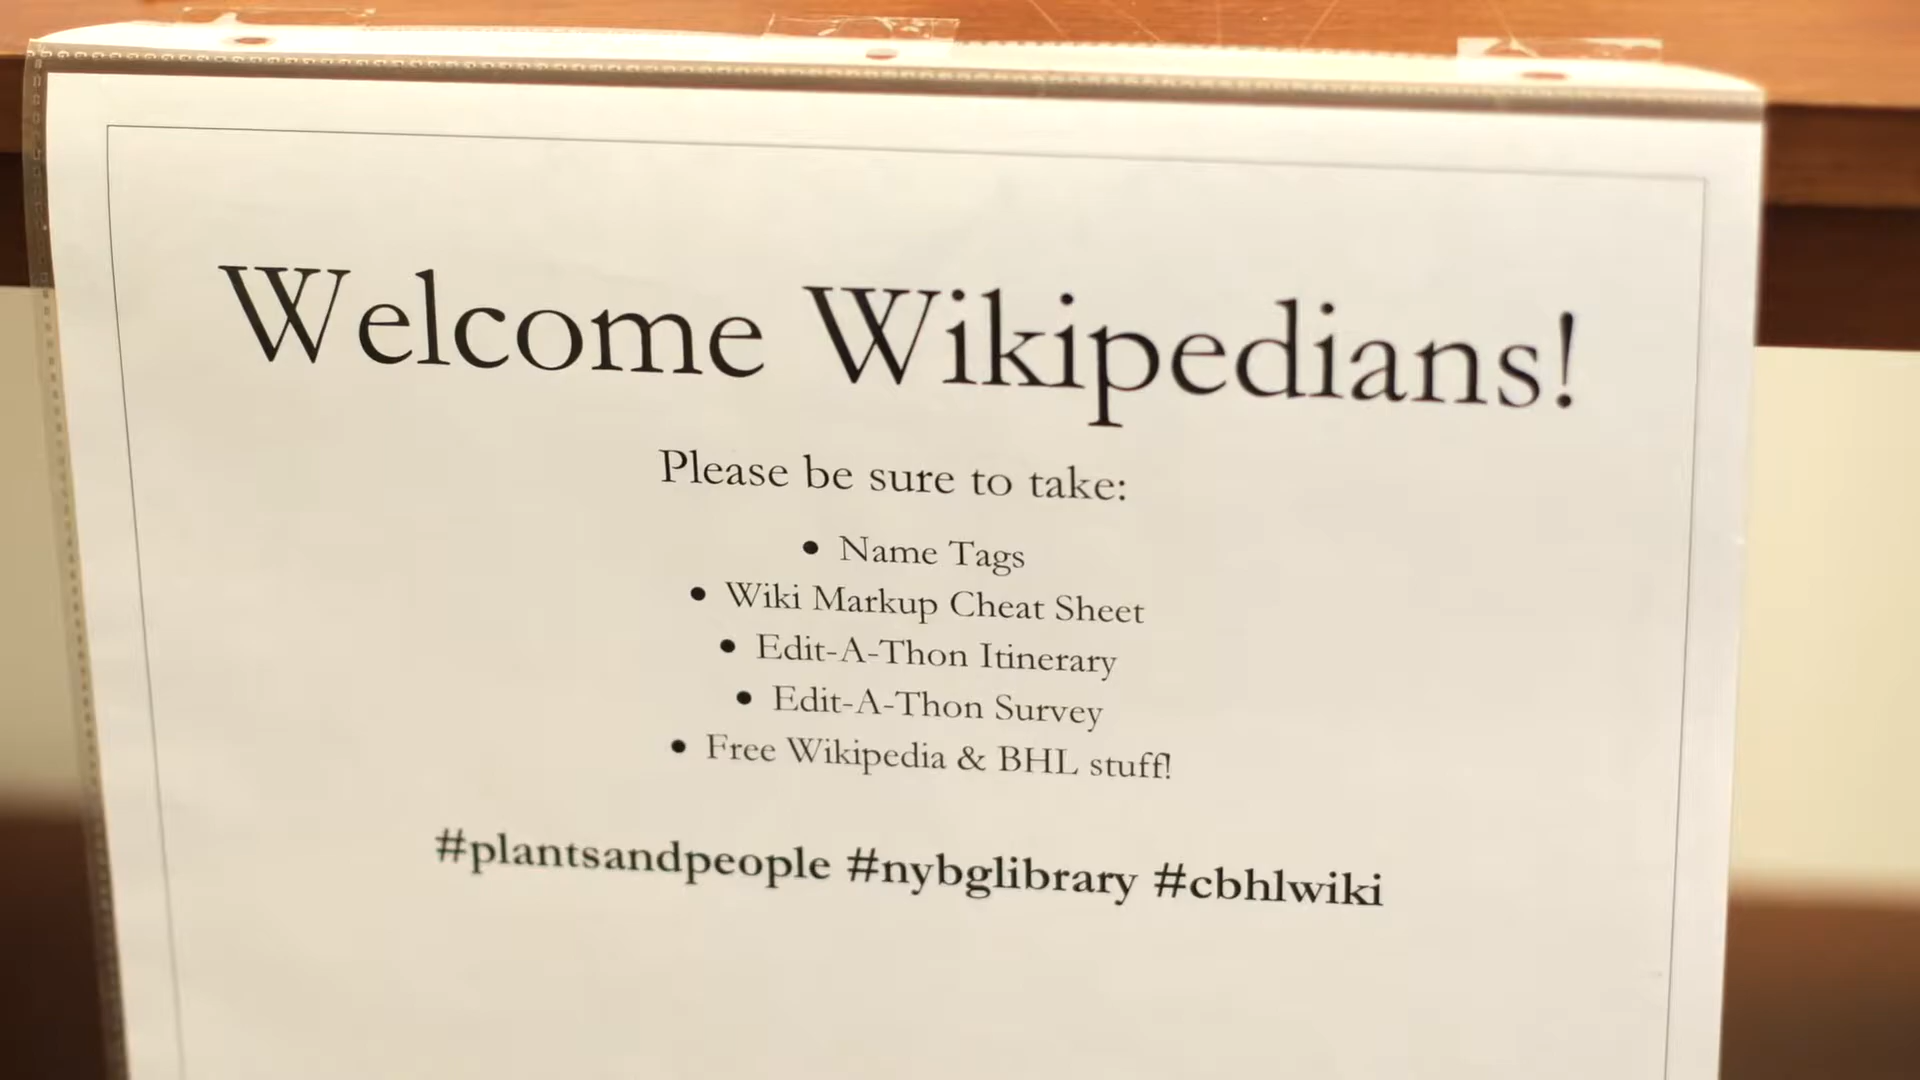 Welcome Wikipedians!
Please be sure to take:
• Name Tags
• Wiki Markup Cheat Sheet
• Edit-A-Thon Itinerary
• Edit-A-Thon Survey
• Free Wikipedia & BHL stuff!
#plantsandpeople #nybglibrary #cbhlwiki